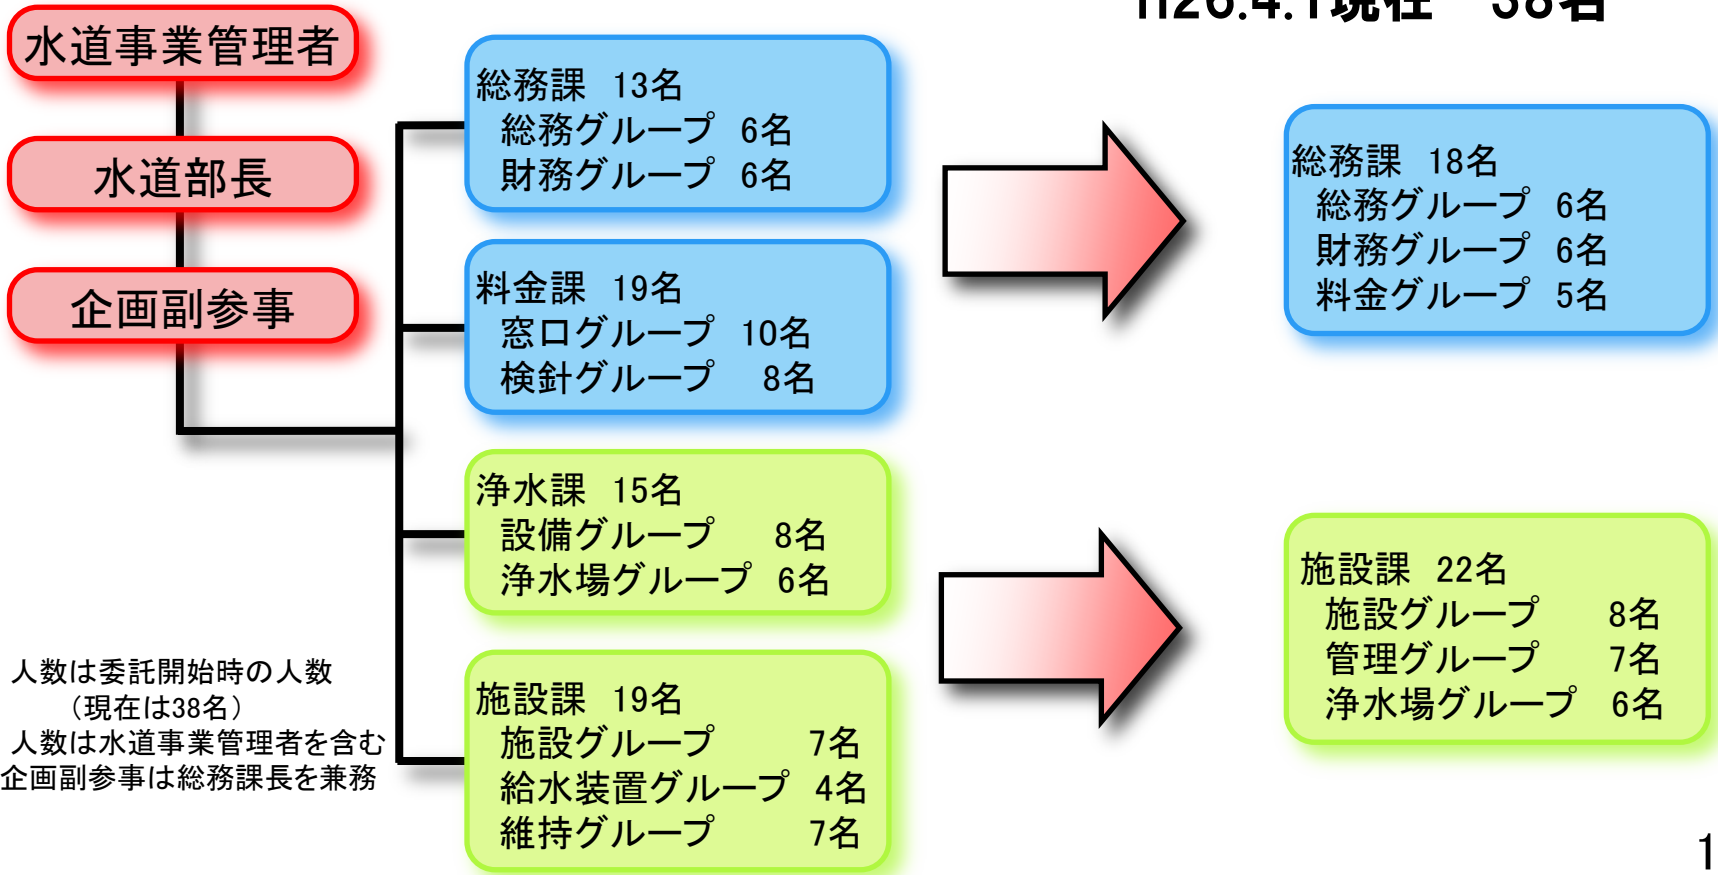 H26.4.1現在　38名
水道事業管理者
水道部長
企画副参事
総務課　13名
総務グループ　6名
財務グループ　6名
料金課　19名
窓口グループ　10名
検針グループ　8名
浄水課　15名
設備グループ　8名
浄水場グループ　6名
施設課　19名
施設グループ　7名
給水装置グループ　4名
維持グループ　7名
総務課　18名
総務グループ　6名
財務グループ　6名
料金グループ　5名
施設課　22名
施設グループ　8名
管理グループ　7名
浄水場グループ　6名
人数は委託開始時の人数
（現在は38名）
人数は水道事業管理者を含む
企画副参事は総務課長を兼務
1